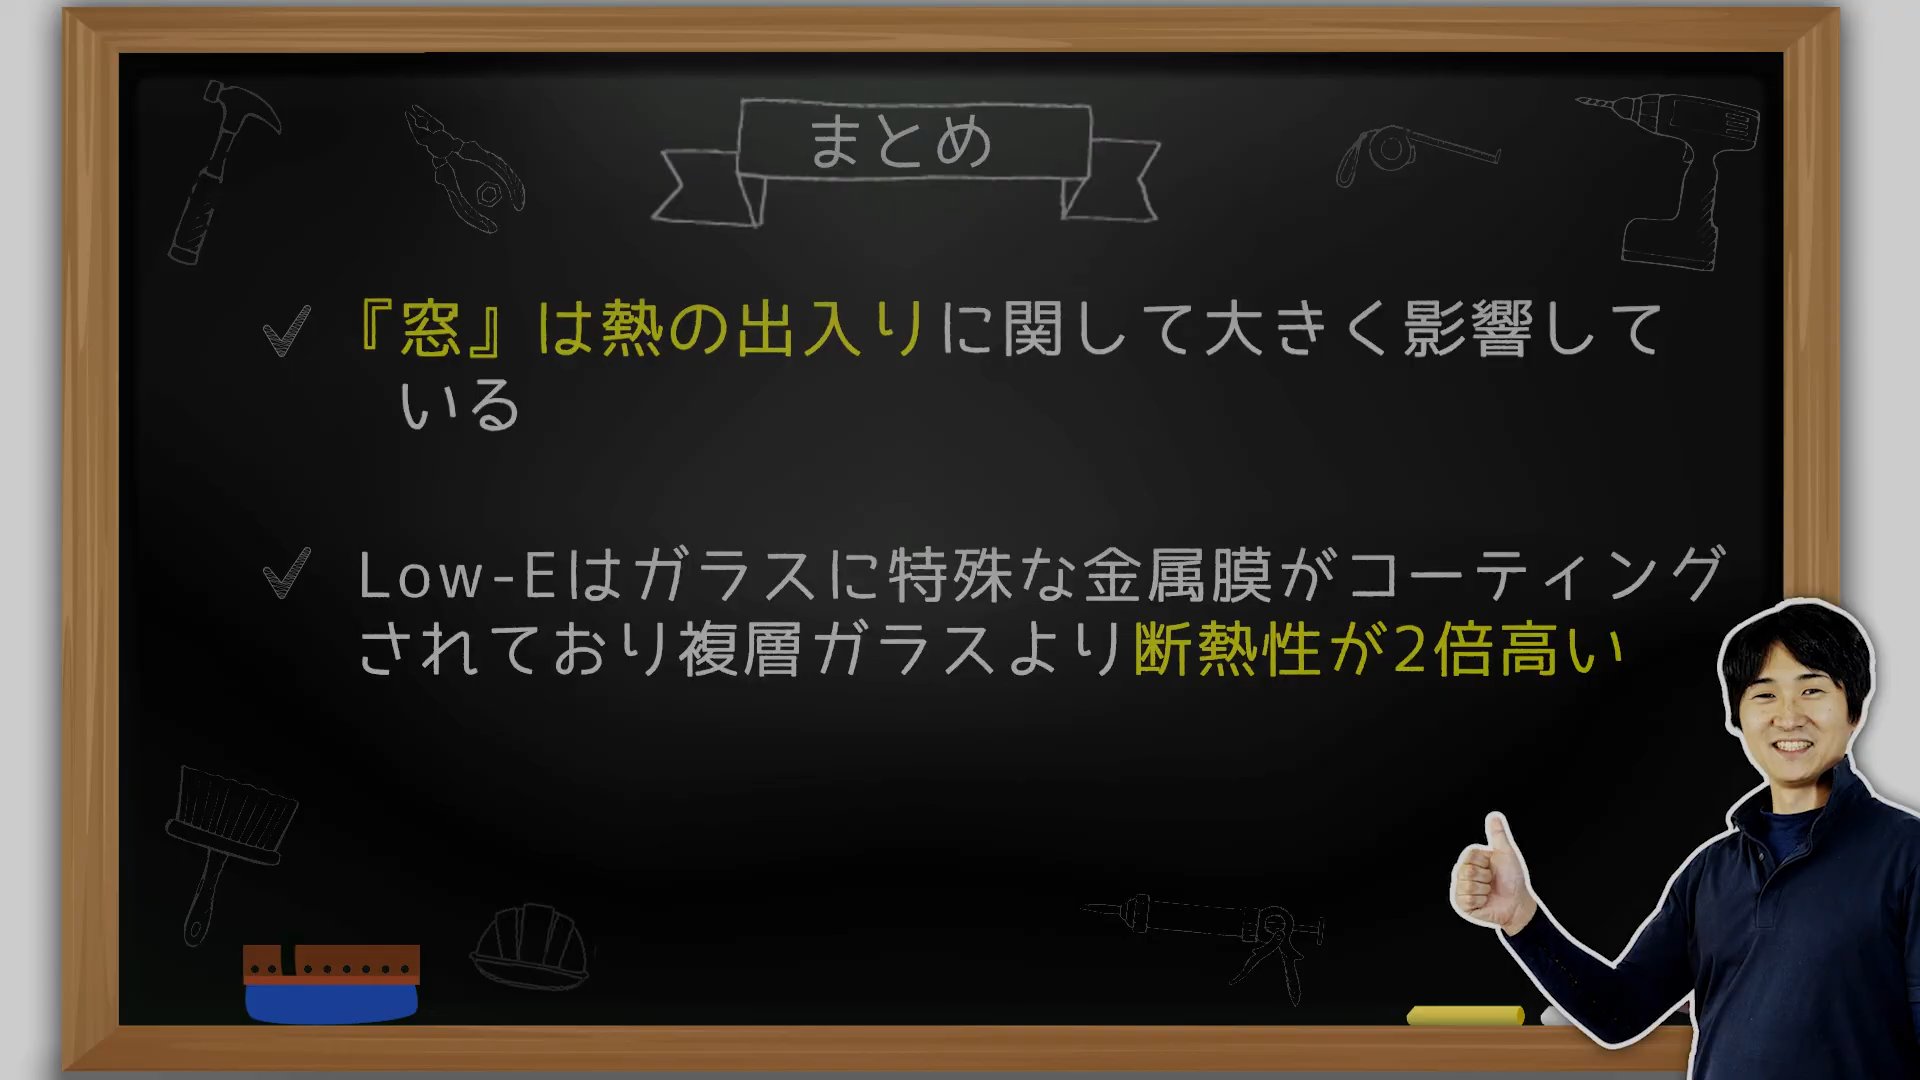 まとめ
『窓』は熱の出入りに関して大きく影響して
いる
Low-Eはガラスに特殊な金属膜がコーティング
されており複層ガラスより断熱性が2倍高い